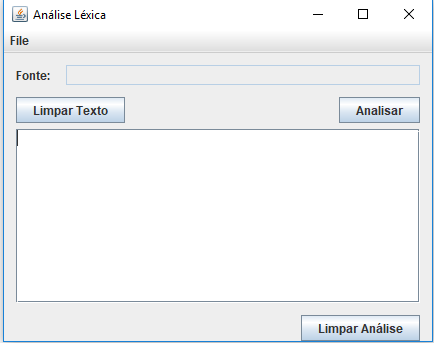 Análise Léxica
File
Fonte:
Limpar Texto Analisar
Limpar Análise